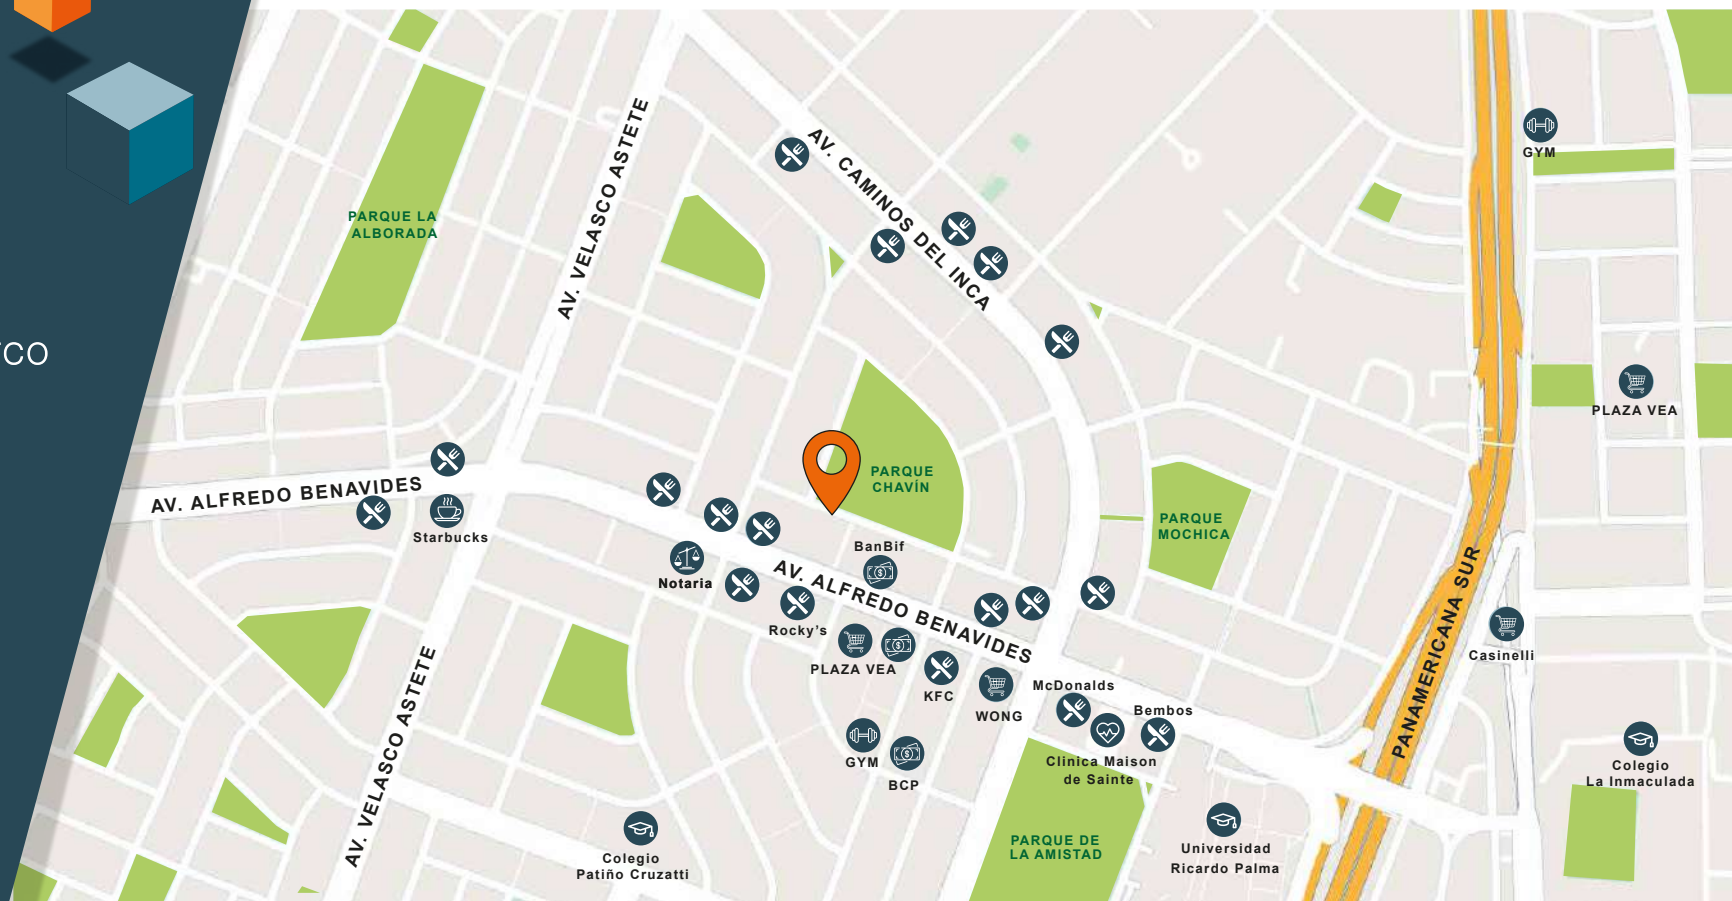 GYM
AV. VELASCO ASTETE
AV. CAMINOS DEL INCA
PARQUE LA
ALBORADA
PLAZA VEA
PARQUE
CHAVÍN
AV. ALFREDO BENAVIDES
Starbucks
PARQUE
MOCHICA
BanBif
Notaria
AV. ALFREDO BENAVIDES
Rocky's
PLAZA VEA
KFC
WONG
McDonalds
Bembos
Clinica Maison
de Sainte
PANAMERICANA SUR
Casinelli
GYM
BCP
AV. VELASCO ASTETE
Colegio
La Inmaculada
PARQUE DE
LA AMISTAD
Universidad
Ricardo Palma
Colegio
Patiño Cruzatti